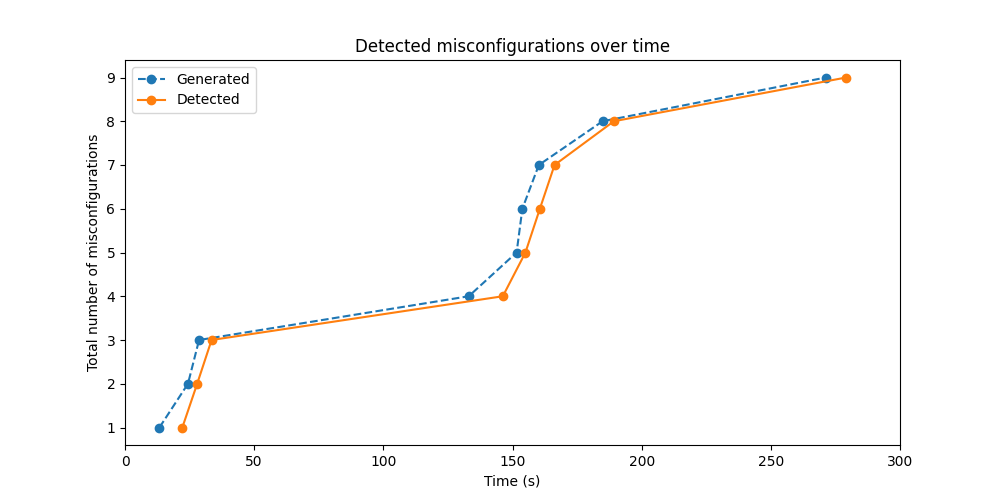 Detected misconfigurations over time
Generated
Detected
Total number of misconfigurations
9
8
7
6
5
4
3
2
1
0 50 100 150 200 250 300
Time (s)